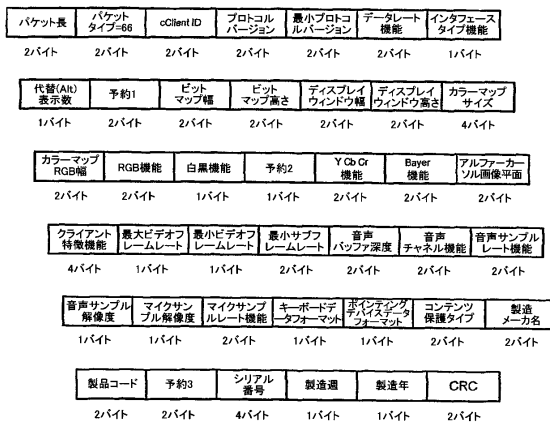 パケット長
パケット
タイプ=66
cClient ID
プロトコル
バージョン
最小プロトコ
ルバージョン
データレート
機能
インタフェース
タイプ機能
2バイト 2バイト 2バイト 2バイト 2バイト 2バイト 1バイト
代替(Alt)
表示数
予約1
ビット
マップ幅
ビット
マップ高さ
ディスプレイ
ウィンドウ幅
ディスプレイ
ウィンドウ高さ
カラーマップ
サイズ
1バイト 2バイト 2バイト 2バイト 2バイト 2バイト 4バイト
カラーマップ
RGB幅
RGB機能
白黒機能
予約2
Y Cb Cr
機能
Bayer
機能
アルファーカー
ソル画像平面
2バイト 2バイト 1バイト 1バイト 2バイト 2バイト 2バイト
クライアント
特徴機能
最大ビデオフ
レームレート
最小ビデオフ
レームレート
最小サブフ
レームレート
音声
バッファ深度
音声
チャネル機能
音声サンプル
レート機能
4バイト 1バイト 1バイト 2バイト 2バイト 2バイト 2バイト
音声サンプル
解像度
マイクサン
プル解像度
マイクサンプ
ルレート機能
キーボードデ
ータフォーマット
ポインティング
デバイスデータ
フォーマット
コンテンツ
保護タイプ
製造
メーカ名
1バイト 1バイト 2バイト 1バイト 1バイト 2バイト 2バイト
製品コード
予約3
シリアル
番号
製造週
製造年
CRC
2バイト 2バイト 4バイト 1バイト 1バイト 2バイト